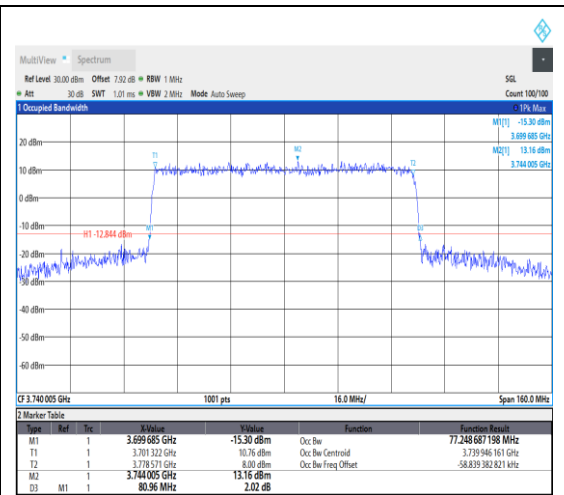 MultiView Spectrum
Ref Level 30.00 dBm Offset 7.92 dB RBW 1 MHz SGL
Att 30 dB SWT 1.01 ms VBW 2 MHz Mode Auto Sweep Count 100/100
1 Occupied Bandwidth 1Pk Max
M1[1] -15.30 dBm
3.699 685 GHz
M2[1] 13.16 dBm
3.744 005 GHz
20 dBm
T1 M2 T2
10 dBm
0 dBm
-10 dBm
H1 -12.844 dBm M1 D3
-20 dBm
-30 dBm
-40 dBm
-50 dBm
-60 dBm
CF 3.740 005 GHz 1001 pts 16.0 MHz/ Span 160.0 MHz
2 Marker Table
Type Ref Trc X-Value Y-Value Function Function Result
M1 1 3.699 685 GHz -15.30 dBm Occ Bw 77.248 687 198 MHz
T1 1 3.701 322 GHz 10.76 dBm Occ Bw Centroid 3.739 946 161 GHz
T2 1 3.778 571 GHz 8.00 dBm Occ Bw Freq Offset -58.839 382 821 kHz
M2 1 3.744 005 GHz 13.16 dBm
D3 M1 1 80.96 MHz 2.02 dB